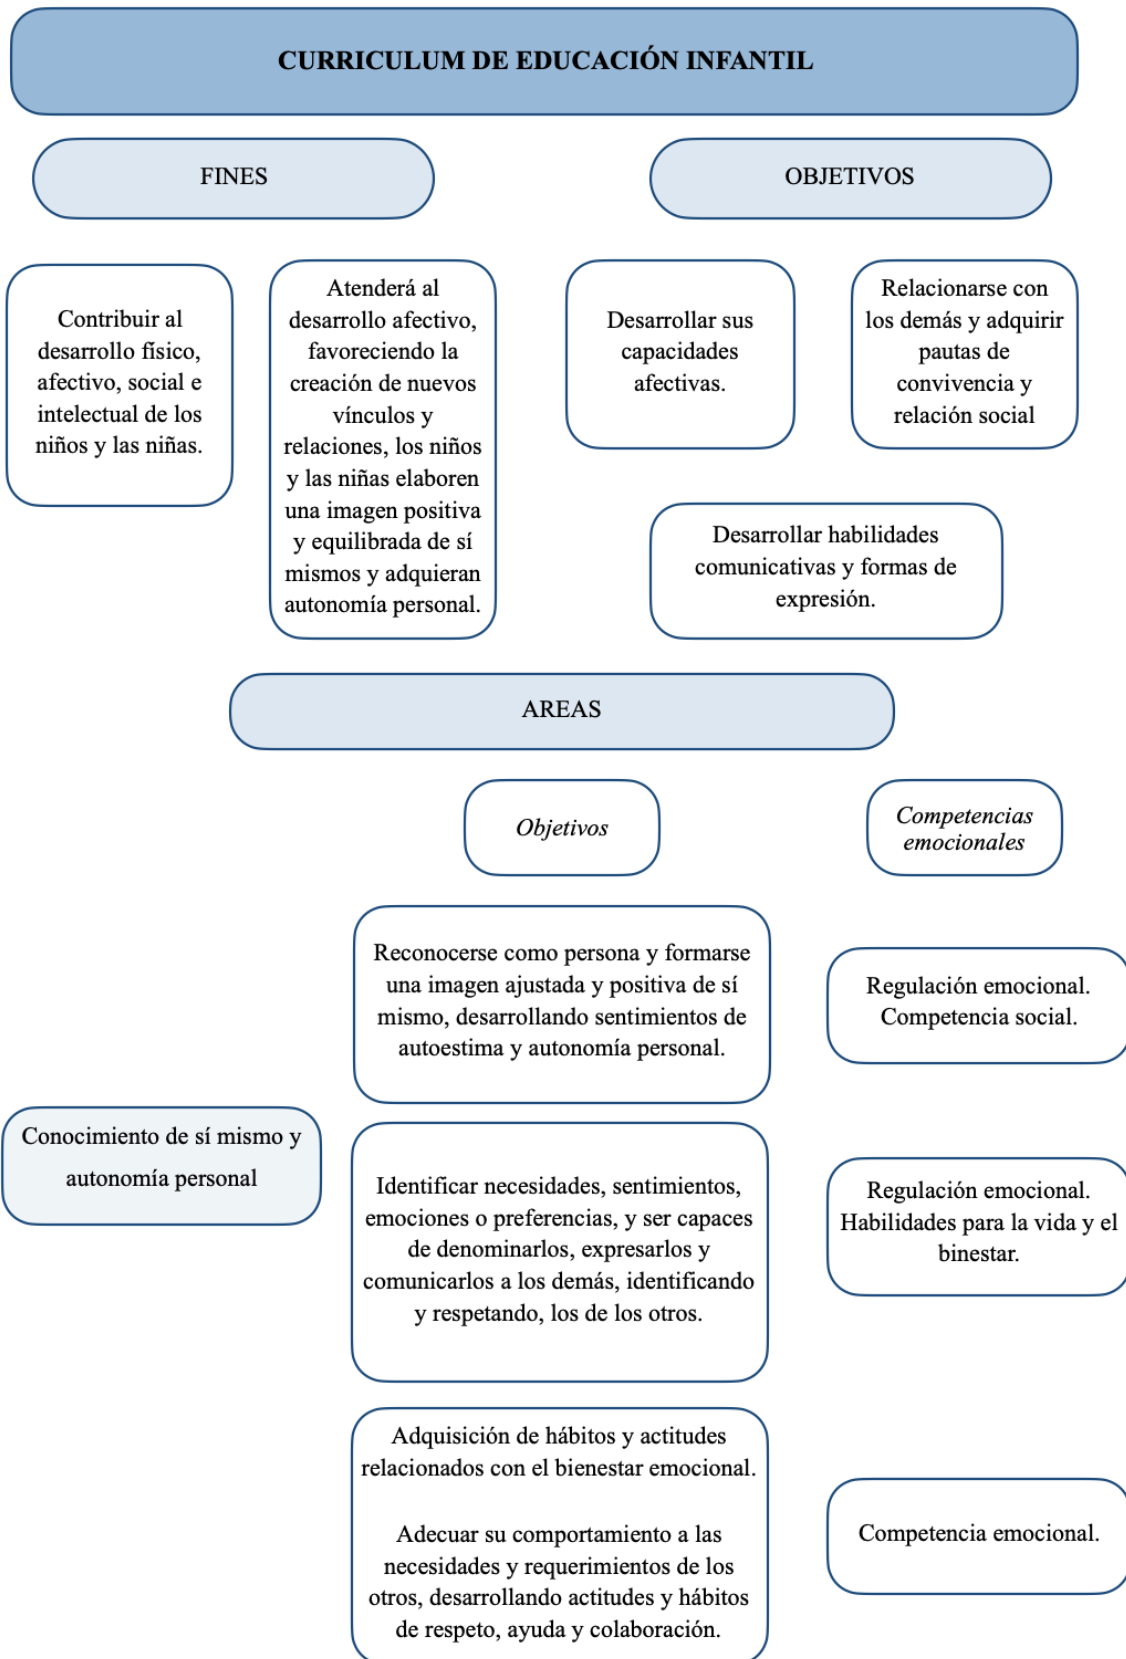 CURRICULUM DE EDUCACIÓN INFANTIL
FINES
OBJETIVOS
Contribuir al
desarrollo físico,
afectivo, social e
intelectual de los
niños y las niñas.
Atenderá al
desarrollo afectivo,
favoreciendo la
creación de nuevos
vínculos y
relaciones, los niños
y las niñas elaboren
una imagen positiva
y equilibrada de sí
mismos y adquieran
autonomía personal.
Desarrollar sus
capacidades
afectivas.
Relacionarse con
los demás y adquirir
pautas de
convivencia y
relación social
Desarrollar habilidades
comunicativas y formas de
expresión.
AREAS
Objetivos
Competencias
emocionales
Conocimiento de sí mismo y
autonomía personal
Reconocerse como persona y formarse
una imagen ajustada y positiva de sí
mismo, desarrollando sentimientos de
autoestima y autonomía personal.
Regulación emocional.
Competencia social.
Identificar necesidades, sentimientos,
emociones o preferencias, y ser capaces
de denominarlos, expresarlos y
comunicarlos a los demás, identificando
y respetando, los de los otros.
Regulación emocional.
Habilidades para la vida y el
binestar.
Adquisición de hábitos y actitudes
relacionados con el bienestar emocional.
Adecuar su comportamiento a las
necesidades y requerimientos de los
otros, desarrollando actitudes y hábitos
de respeto, ayuda y colaboración.
Competencia emocional.